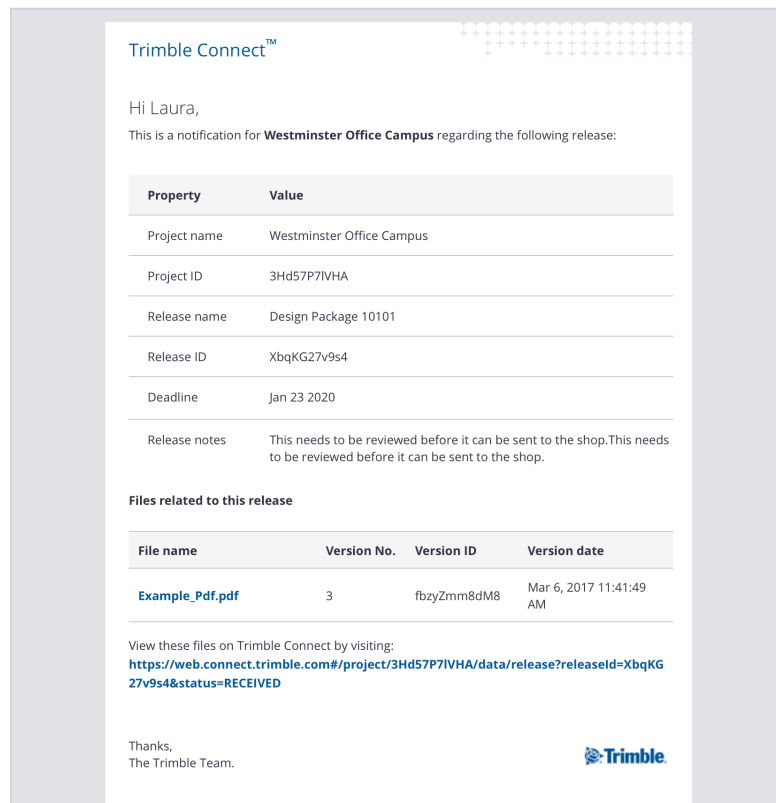 Trimble Connect™
Hi Laura,
This is a notification for Westminster Office Campus regarding the following release:
Property Value
Project name Westminster Office Campus
Project ID 3Hd57P7lVHA
Release name Design Package 10101
Release ID XbqKG27v9s4
Deadline Jan 23 2020
Release notes This needs to be reviewed before it can be sent to the shop.This needs
to be reviewed before it can be sent to the shop.
Files related to this release
File name Version No. Version ID Version date
Example_Pdf.pdf 3 fbzyZmm8dM8 Mar 6, 2017 11:41:49
AM
View these files on Trimble Connect by visiting:
https://web.connect.trimble.com#/project/3Hd57P7lVHA/data/release?releaseId=XbqKG
27v9s4&status=RECEIVED
Thanks,
The Trimble Team.
Trimble.